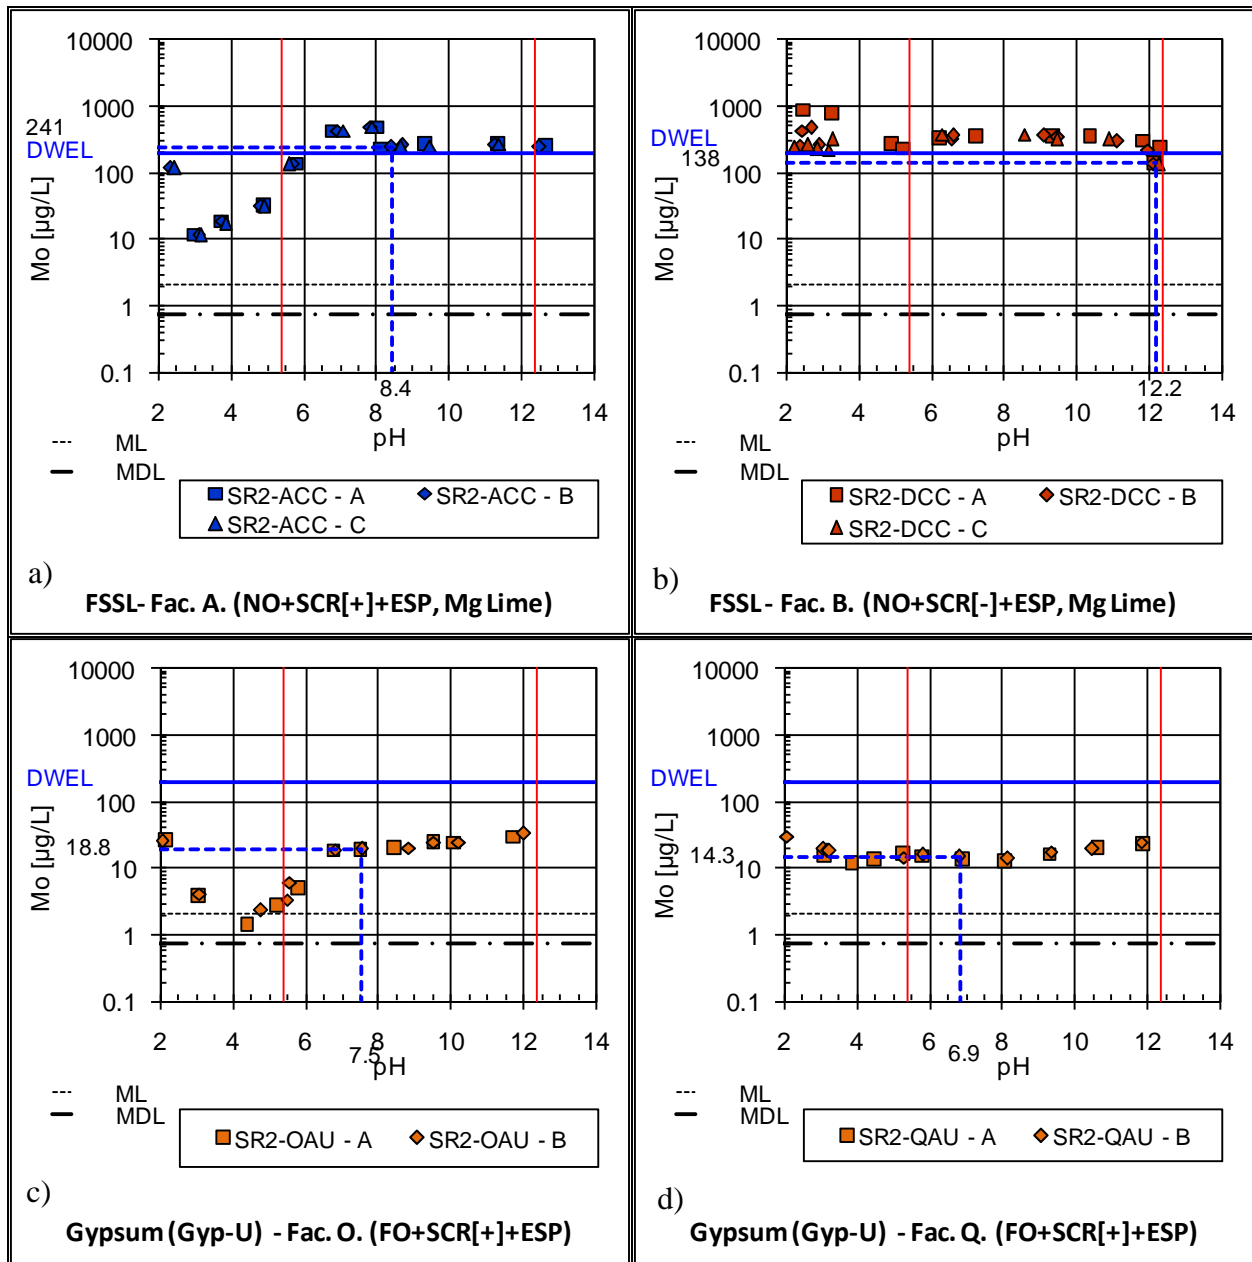 10000
1000
241
DWEL
100
10
1
0.1
Mo [µg/L]
8.4
2 4 6 8 10 12 14
pH
ML
MDL
SR2-ACC - A SR2-ACC - B
SR2-ACC - C
a)
FSSL- Fac. A. (NO+SCR[+]+ESP, Mg Lime)
10000
1000
DWEL
138
100
10
1
0.1
Mo [µg/L]
12.2
2 4 6 8 10 12 14
pH
ML
MDL
SR2-DCC - A SR2-DCC - B
SR2-DCC - C
b)
FSSL - Fac. B. (NO+SCR[-]+ESP, Mg Lime)
10000
1000
DWEL
100
18.8
10
1
0.1
Mo [µg/L]
2 4 6 8 10 12 14
7.5
pH
ML
MDL
SR2-OAU - A SR2-OAU - B
c)
Gypsum (Gyp-U) - Fac. O. (FO+SCR[+]+ESP)
10000
1000
DWEL
100
14.3
10
1
0.1
Mo [µg/L]
2 4 6 8 10 12 14
6.9
pH
ML
MDL
SR2-QAU - A SR2-QAU - B
d)
Gypsum (Gyp-U) - Fac. Q. (FO+SCR[+]+ESP)